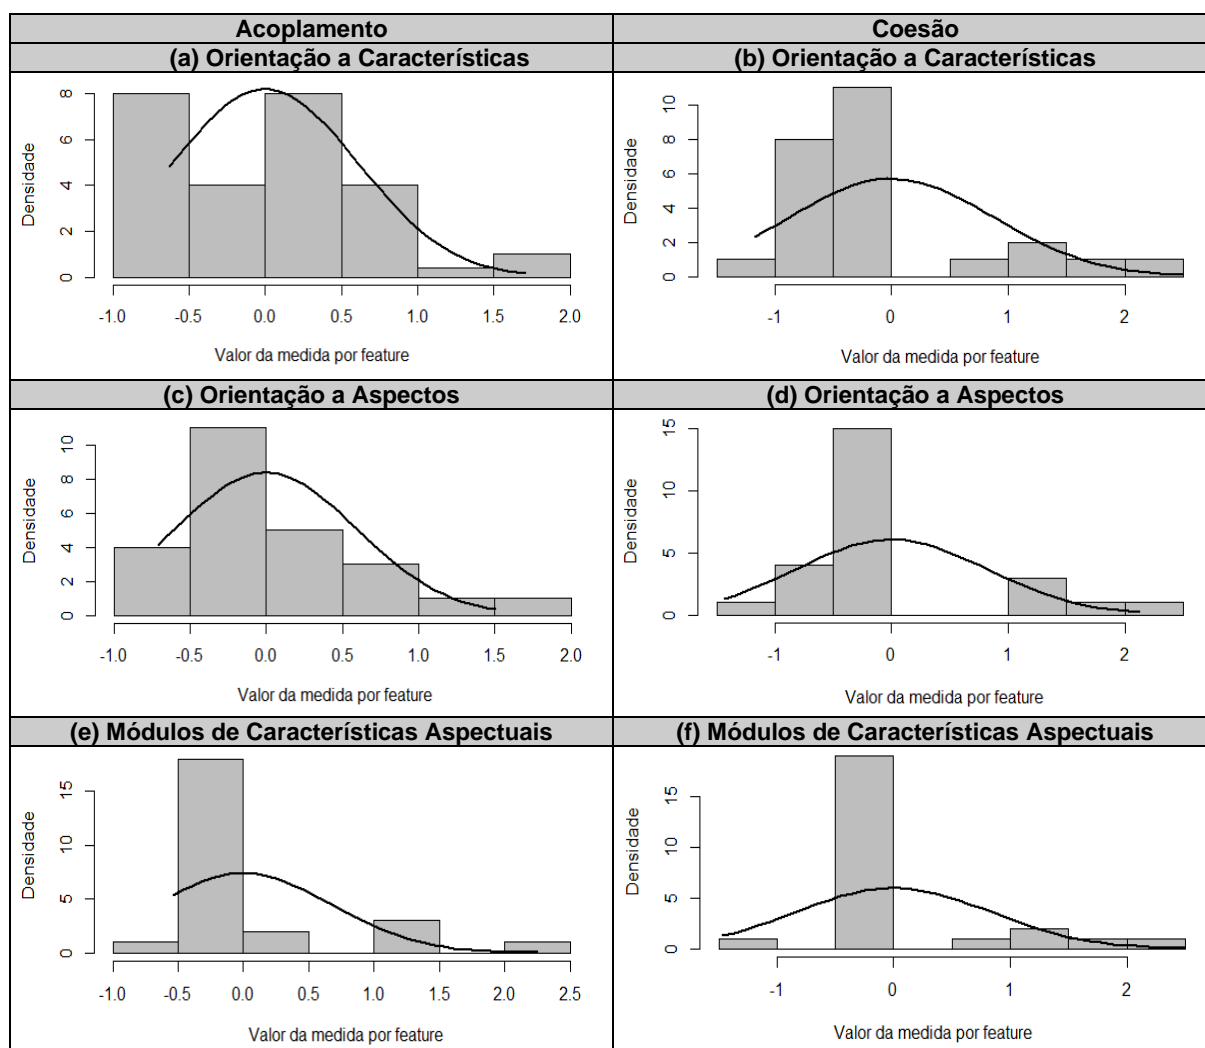 Acoplamento
Coesão
(a) Orientação a Características
(b) Orientação a Características
Densidade
0 2 4 6 8
-1.0 -0.5 0.0 0.5 1.0 1.5 2.0
Valor da medida por feature
Densidade
0 2 4 6 8 10
-1 0 1 2
Valor da medida por feature
(c) Orientação a Aspectos
(d) Orientação a Aspectos
Densidade
0 2 4 6 8 10
-1.0 -0.5 0.0 0.5 1.0 1.5 2.0
Valor da medida por feature
Densidade
0 5 10 15
-1 0 1 2
Valor da medida por feature
(e) Módulos de Características Aspectuais
(f) Módulos de Características Aspectuais
Densidade
0 5 10 15
-1.0 -0.5 0.0 0.5 1.0 1.5 2.0 2.5
Valor da medida por feature
Densidade
0 5 10 15
-1 0 1 2
Valor da medida por feature